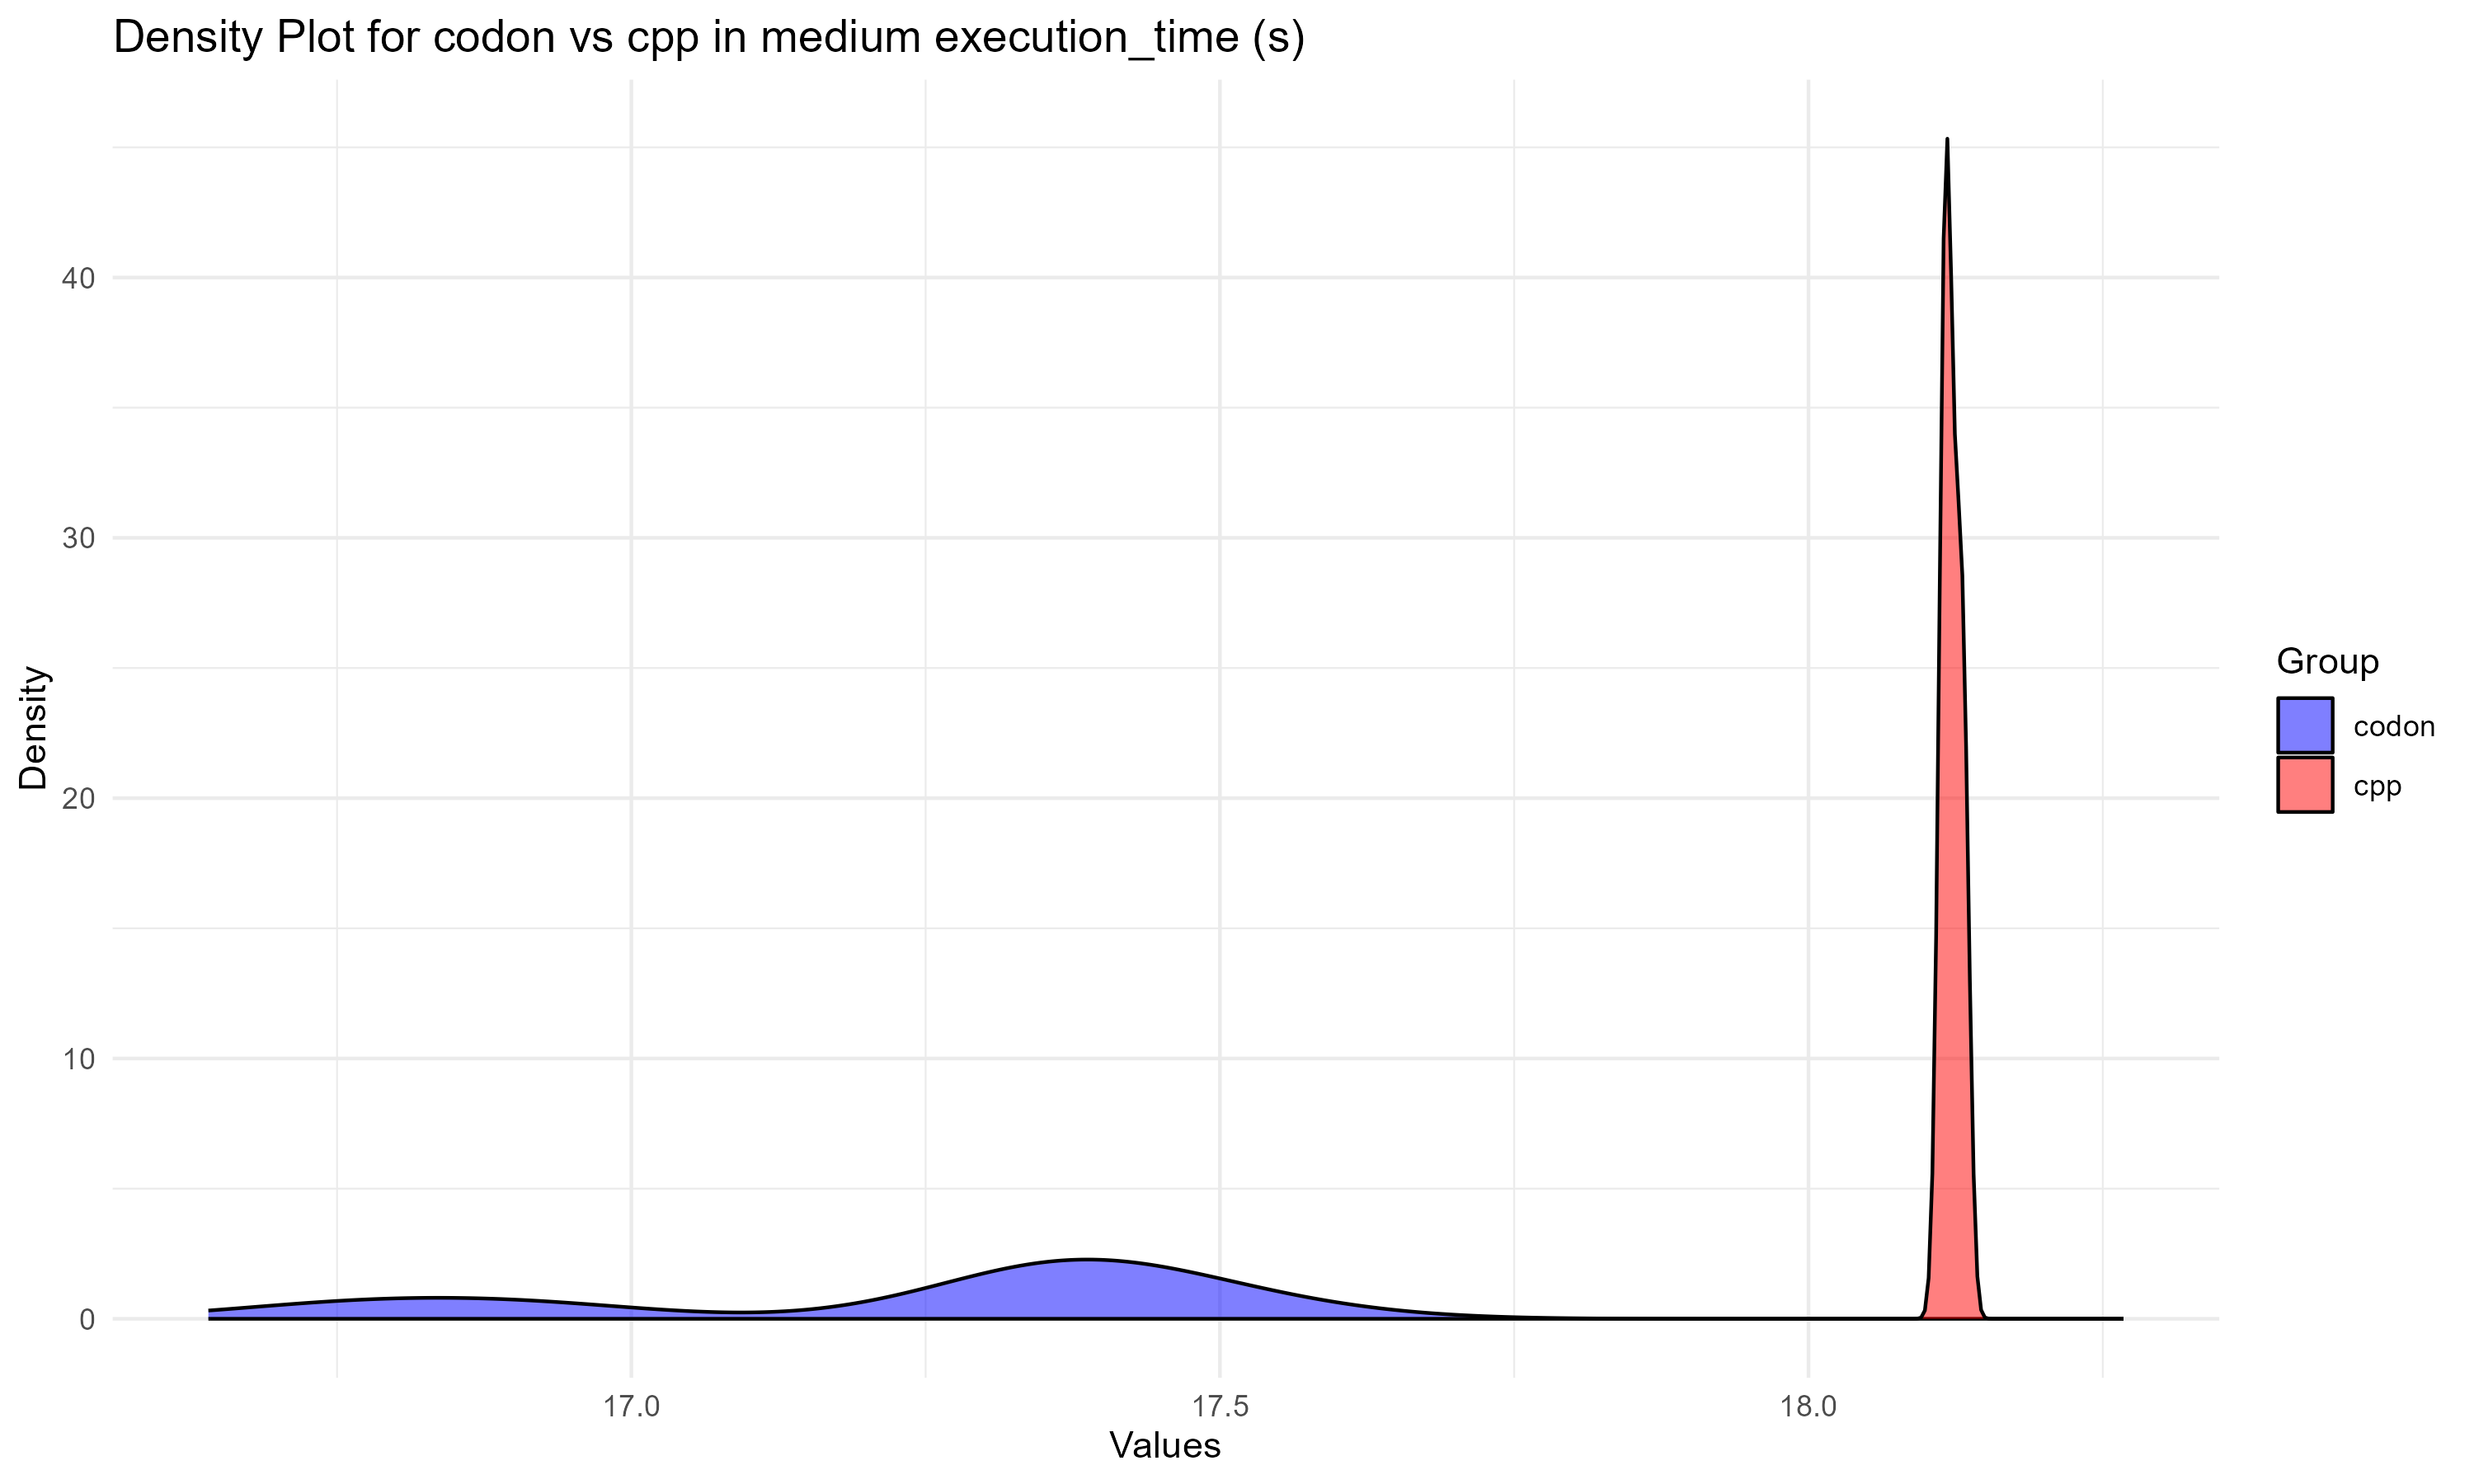 Density Plot for codon vs cpp in medium execution_time (s)
40
30
20
10
0
Density
17.0
17.5
18.0
Values
Group
codon
cpp